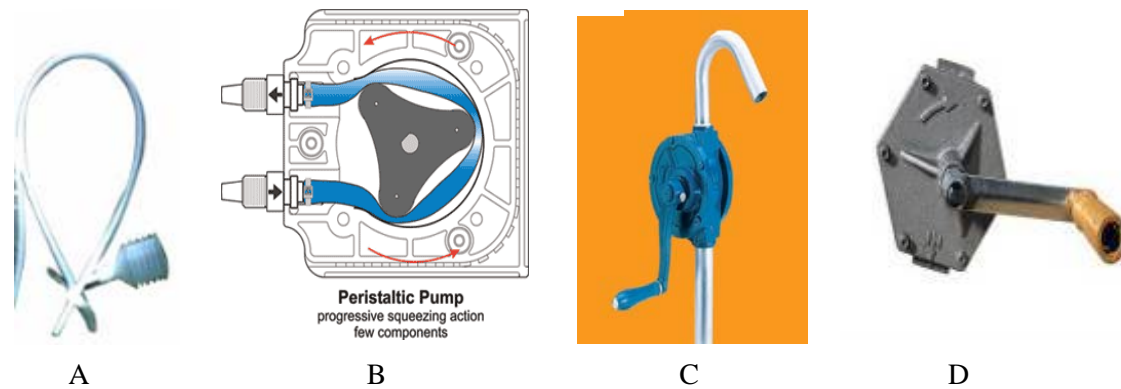 Peristaltic Pump
progressive squeezing action
few components
A
B
C
D